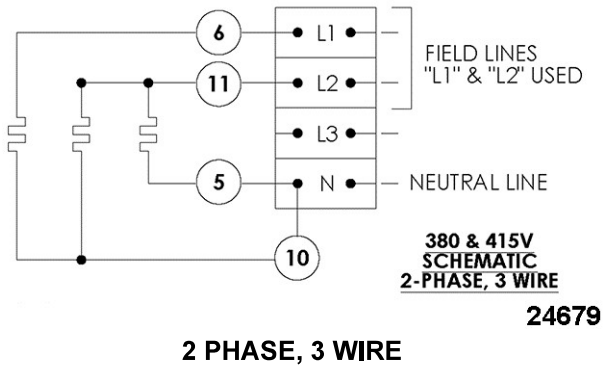 6
L1
FIELD LINES
"L1" & "L2" USED
11
L2
L3
5
N
NEUTRAL LINE
10
380 & 415V
SCHEMATIC
2-PHASE, 3 WIRE
24679
2 PHASE, 3 WIRE